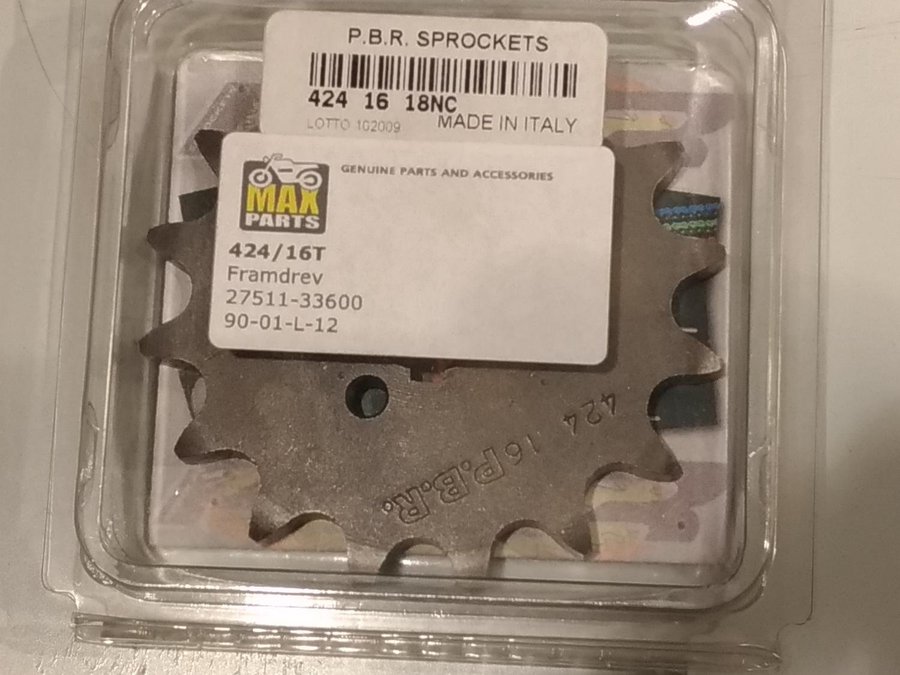 P.B.R. SPROCKETS
424 16 18NC
LOTTO 102009 MADE IN ITALY
MAX
PARTS
GENUINE PARTS AND ACCESSORIES
424/16T
Framdrev
27511-33600
90-01-L-12
424 16 P.B.R.